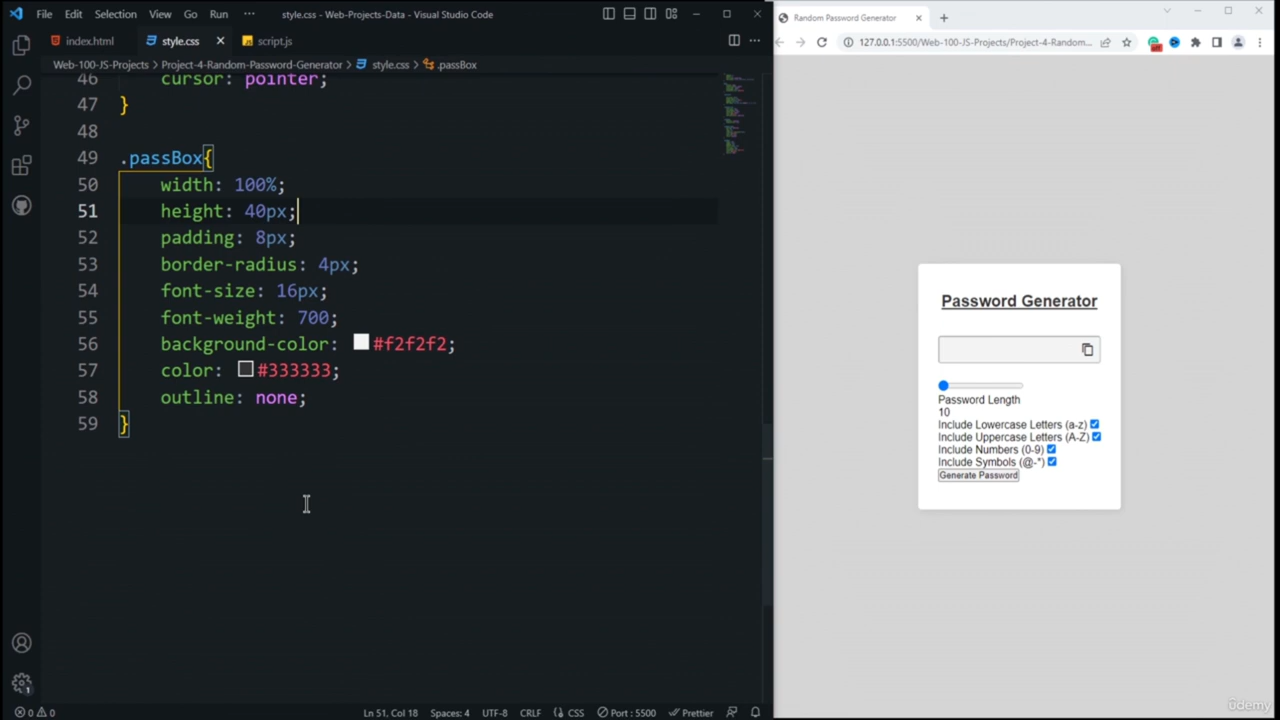 File Edit Selection View Go Run ··· style.css - Web-Projects-Data - Visual Studio Code
Random Password Generator
index.html style.css script.js
127.0.0.1:5500/Web-100-JS-Projects/Project-4-Random...
Web-100-JS-Projects > Project-4-Random-Password-Generator > style.css > .passBox
46 cursor: pointer;
47 }
48
49 .passBox{
50 width: 100%;
51 height: 40px;
52 padding: 8px;
53 border-radius: 4px;
54 font-size: 16px;
55 font-weight: 700;
56 background-color: #f2f2f2;
57 color: #333333;
58 outline: none;
59 }
Password Generator
Password Length
10
Include Lowercase Letters (a-z)
Include Uppercase Letters (A-Z)
Include Numbers (0-9)
Include Symbols (@-*)
Generate Password
1
0 0 Ln 51, Col 18 Spaces: 4 UTF-8 CRLF CSS Port : 5500 Prettier
ûdemy